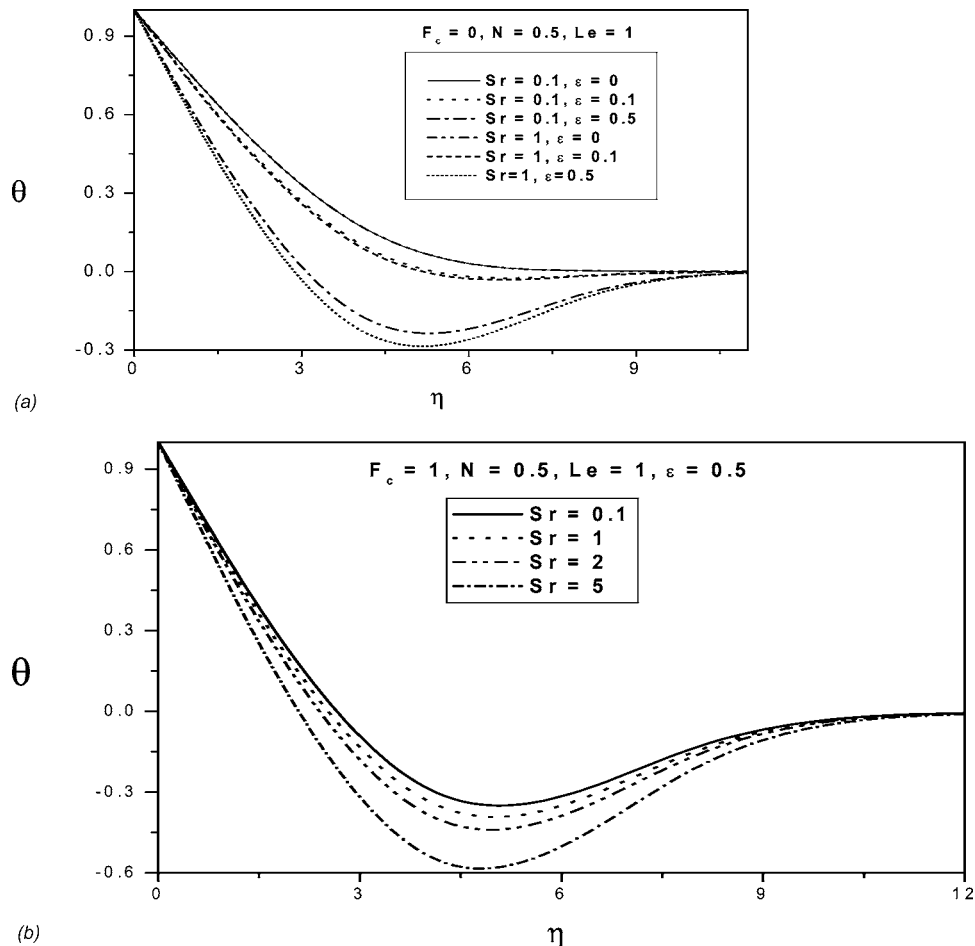 F_c = 0, N = 0.5, Le = 1
Sr = 0.1, ε = 0
Sr = 0.1, ε = 0.1
Sr = 0.1, ε = 0.5
Sr = 1, ε = 0
Sr = 1, ε = 0.1
Sr=1, ε=0.5
0.9
0.6
0.3
0.0
-0.3
θ
0 3 6 9
η
(a)
F_c = 1, N = 0.5, Le = 1, ε = 0.5
Sr = 0.1
Sr = 1
Sr = 2
Sr = 5
0.9
0.6
0.3
0.0
-0.3
-0.6
θ
0 3 6 9 12
η
(b)